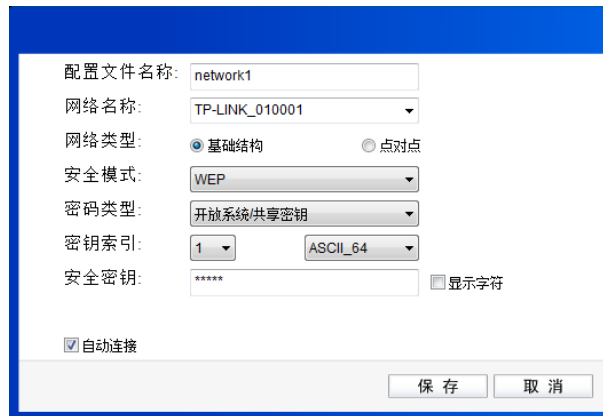 配置文件名称: network1
网络名称: TP-LINK_010001
网络类型: 基础结构 点对点
安全模式: WEP
密码类型: 开放系统/共享密钥
密钥索引: 1 ASCII_64
安全密钥: ***** 显示字符
自动连接
保存 取消